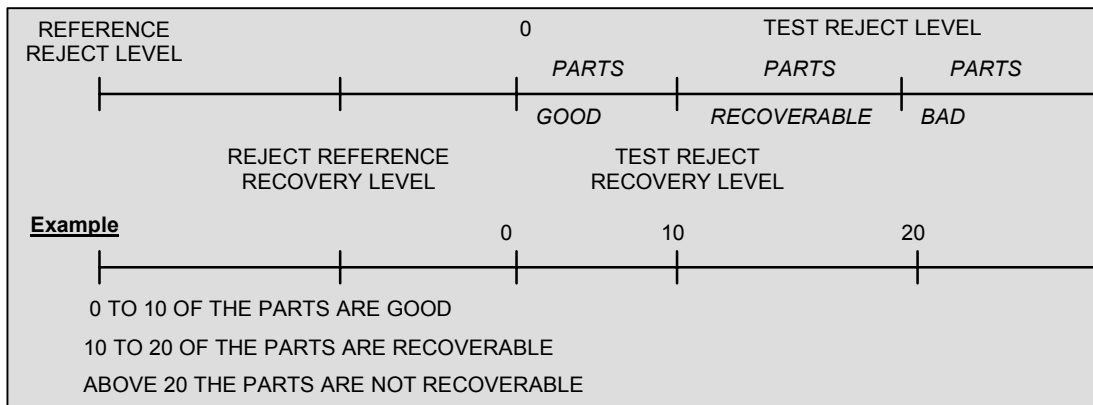 REFERENCE
REJECT LEVEL
0
TEST REJECT LEVEL
PARTS
PARTS
PARTS
GOOD
RECOVERABLE
BAD
REJECT REFERENCE
RECOVERY LEVEL
TEST REJECT
RECOVERY LEVEL
Example
0
10
20
0 TO 10 OF THE PARTS ARE GOOD
10 TO 20 OF THE PARTS ARE RECOVERABLE
ABOVE 20 THE PARTS ARE NOT RECOVERABLE